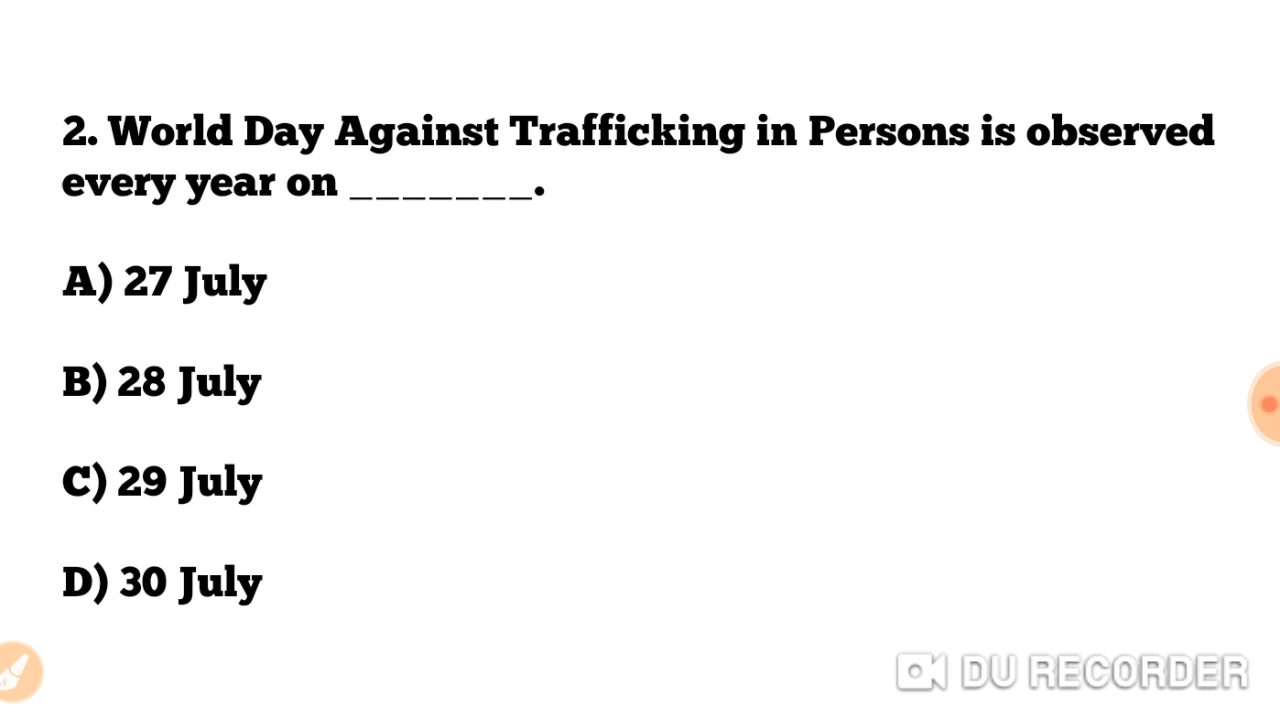 2. World Day Against Trafficking in Persons is observed
every year on _______.
A) 27 July
B) 28 July
C) 29 July
D) 30 July
DU RECORDER